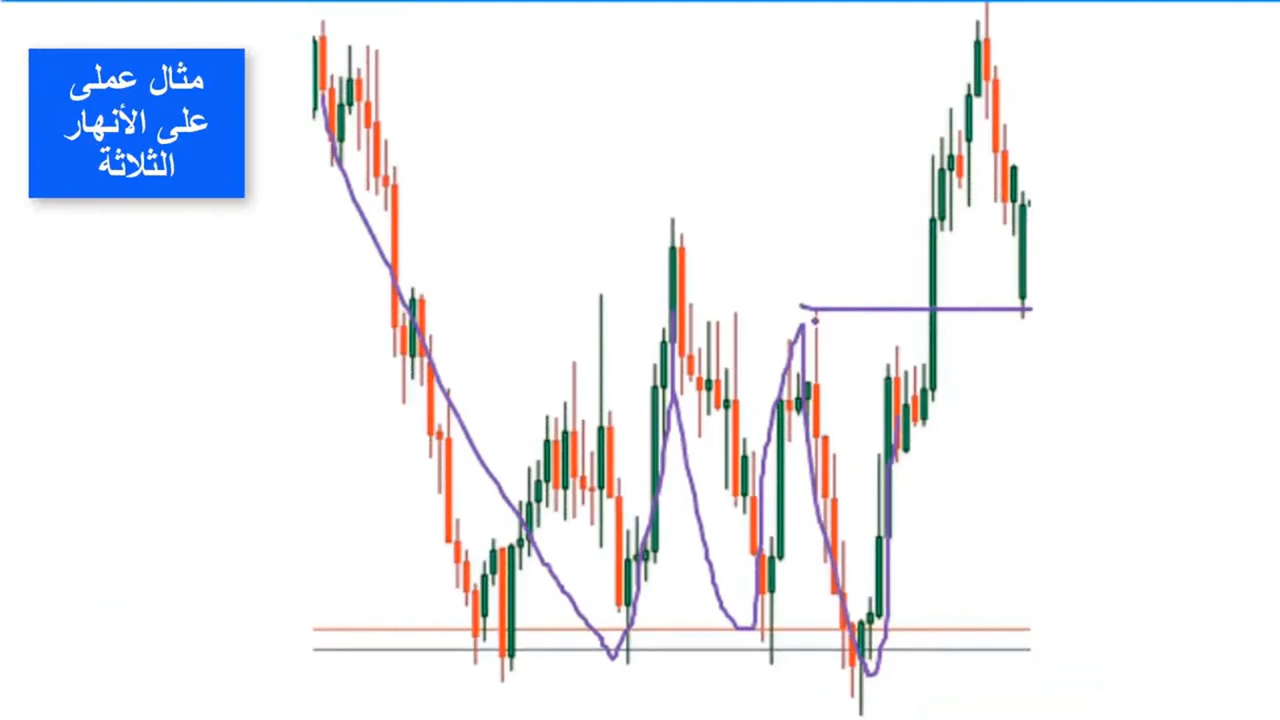 مثال عملى
على الأنهار
الثلاثة